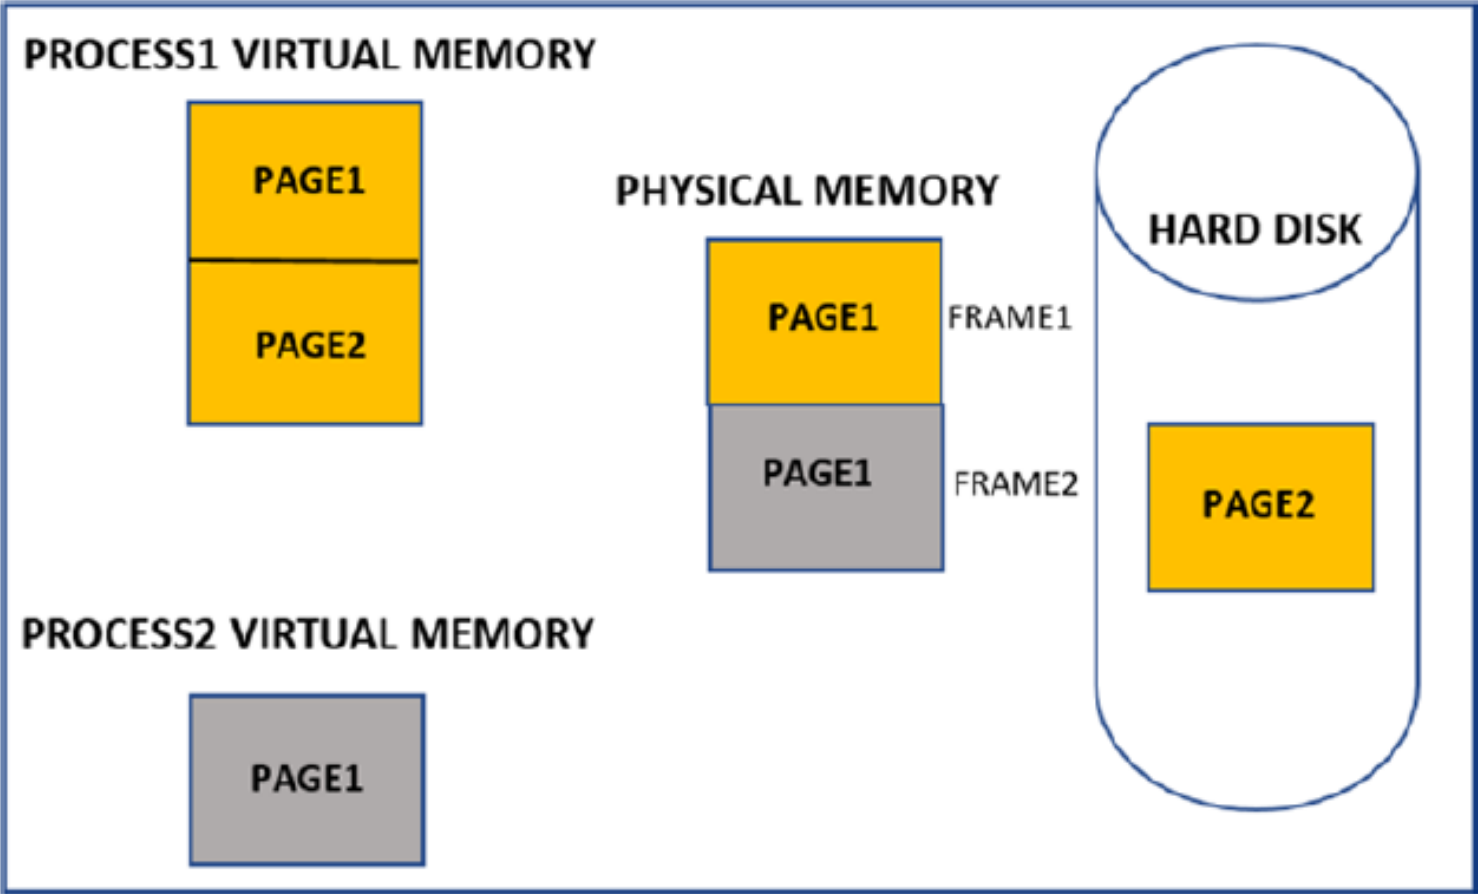 PROCESS1 VIRTUAL MEMORY
PAGE1
PAGE2
PHYSICAL MEMORY
PAGE1
FRAME1
PAGE1
FRAME2
HARD DISK
PAGE2
PROCESS2 VIRTUAL MEMORY
PAGE1